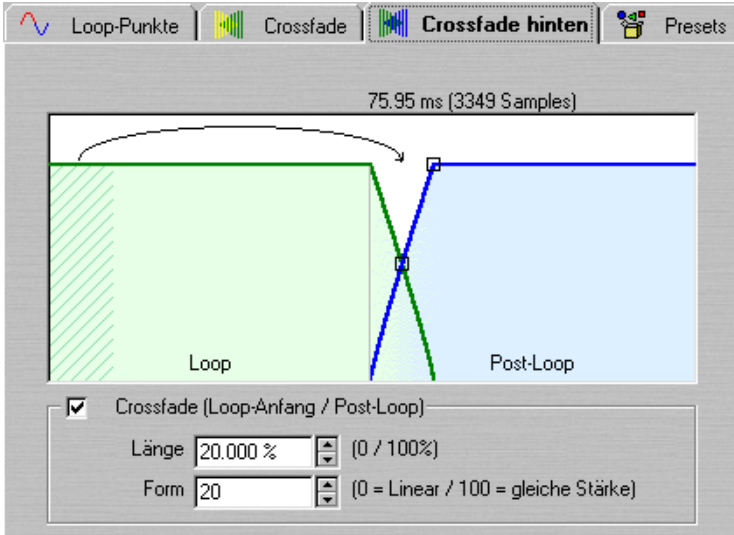 Loop-Punkte Crossfade Crossfade hinten Presets
75.95 ms (3349 Samples)
Loop Post-Loop
Crossfade (Loop-Anfang / Post-Loop)
Länge 20.000 % (0 / 100%)
Form 20 (0 = Linear / 100 = gleiche Stärke)